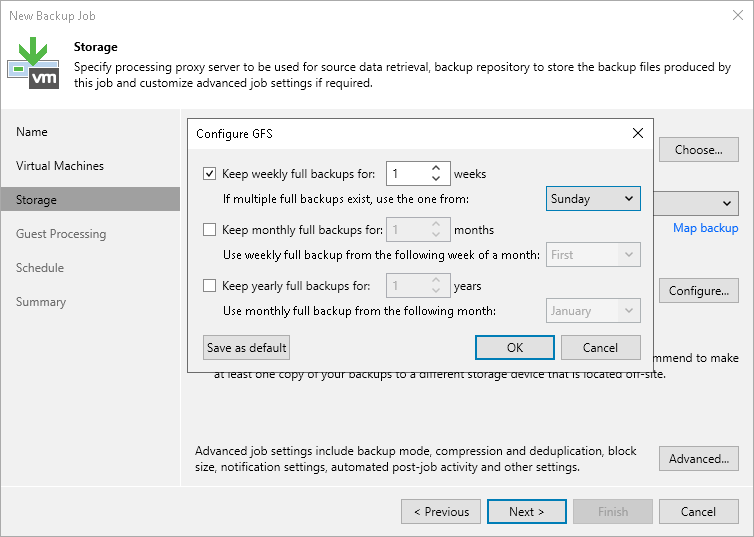 New Backup Job
Storage
Specify processing proxy server to be used for source data retrieval, backup repository to store the backup files produced by
this job and customize advanced job settings if required.
vm
Name
Virtual Machines
Storage
Guest Processing
Schedule
Summary
Configure GFS
Keep weekly full backups for: 1 weeks
If multiple full backups exist, use the one from: Sunday
Keep monthly full backups for: 1 months
Use weekly full backup from the following week of a month: First
Keep yearly full backups for: 1 years
Use monthly full backup from the following month: January
Save as default OK Cancel
Choose...
Map backup
Configure...
mmend to make
at least one copy of your backups to a different storage device that is located off-site.
Advanced job settings include backup mode, compression and deduplication, block
size, notification settings, automated post-job activity and other settings.
Advanced...
< Previous Next > Finish Cancel